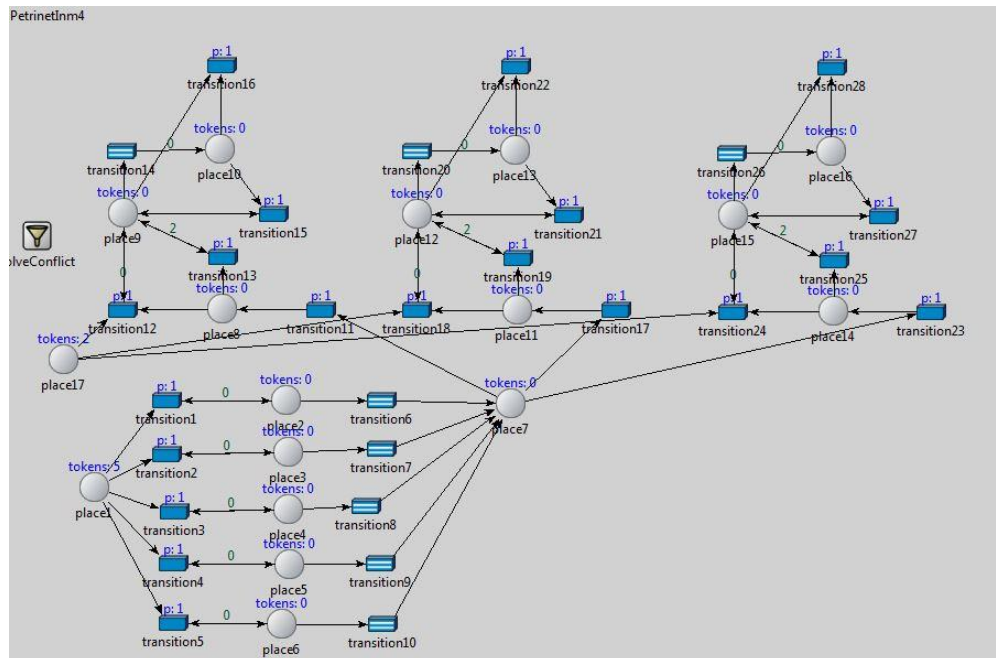 PetrinetInm4
p: 1
p: 1
p: 1
transition16
transition22
transition28
tokens: 0
tokens: 0
tokens: 0
0
0
0
transition14
place10
transition20
place13
transition26
place16
tokens: 0
tokens: 0
tokens: 0
p: 1
p: 1
p: 1
place9
transition15
place12
transition21
place15
transition27
2
2
2
p: 1
p: 1
p: 1
olveConflict
transition13
transition19
transition25
0
0
0
tokens: 0
tokens: 0
tokens: 0
p: 1
p: 1
p: 1
p: 1
p: 1
p: 1
transition12
place8
transition11
transition18
place11
transition17
transition24
place14
transition23
tokens: 2
place17
tokens: 0
place7
p: 1
0
tokens: 0
transition1
place2
transition6
p: 1
0
tokens: 0
transition2
place3
transition7
tokens: 5
place1
p: 1
0
tokens: 0
transition3
place4
transition8
p: 1
0
tokens: 0
transition4
place5
transition9
p: 1
0
tokens: 0
transition5
place6
transition10